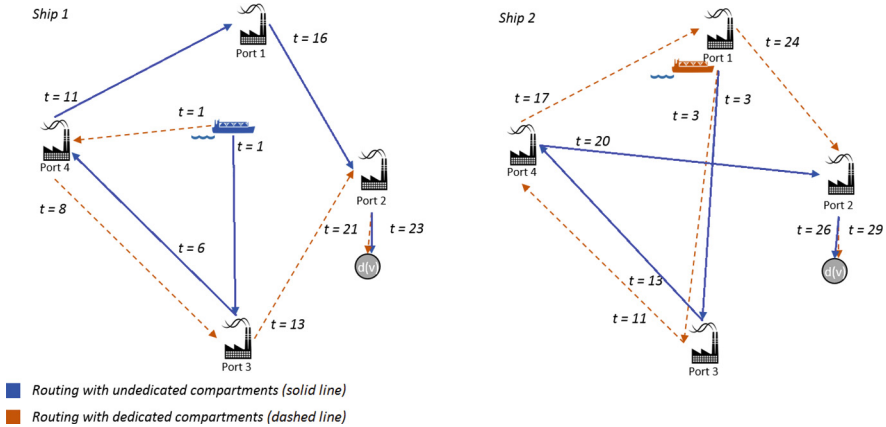 Ship 1
Port 1
t = 16
t = 11
t = 1
t = 1
Port 4
Port 2
t = 8
t = 6
t = 21
t = 23
d(v)
t = 13
Port 3
Ship 2
Port 1
t = 24
t = 17
t = 3
t = 3
t = 20
Port 4
Port 2
t = 26
t = 29
d(v)
t = 13
t = 11
Port 3
Routing with undedicated compartments (solid line)
Routing with dedicated compartments (dashed line)